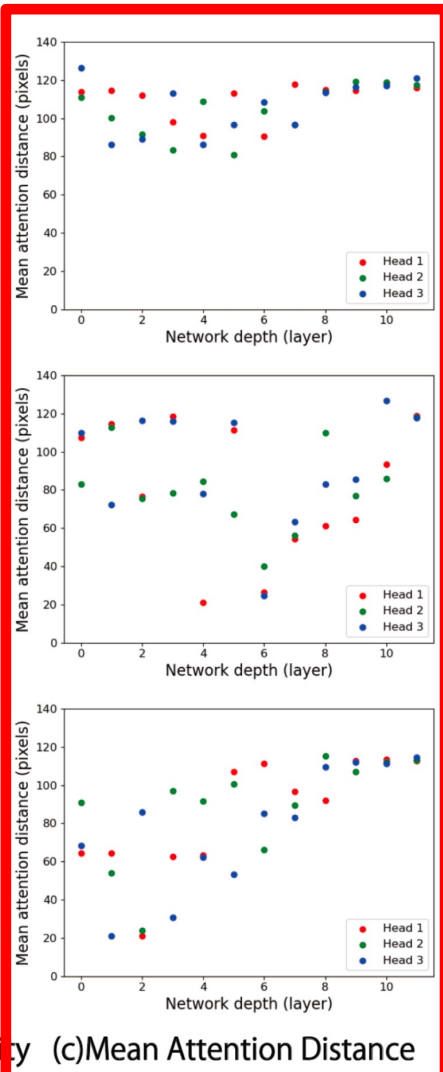 140
120
100
80
60
40
20
0
Mean attention distance (pixels)
Head 1
Head 2
Head 3
0 2 4 6 8 10
Network depth (layer)
140
120
100
80
60
40
20
0
Mean attention distance (pixels)
Head 1
Head 2
Head 3
0 2 4 6 8 10
Network depth (layer)
140
120
100
80
60
40
20
0
Mean attention distance (pixels)
Head 1
Head 2
Head 3
0 2 4 6 8 10
Network depth (layer)
ty (c)Mean Attention Distance